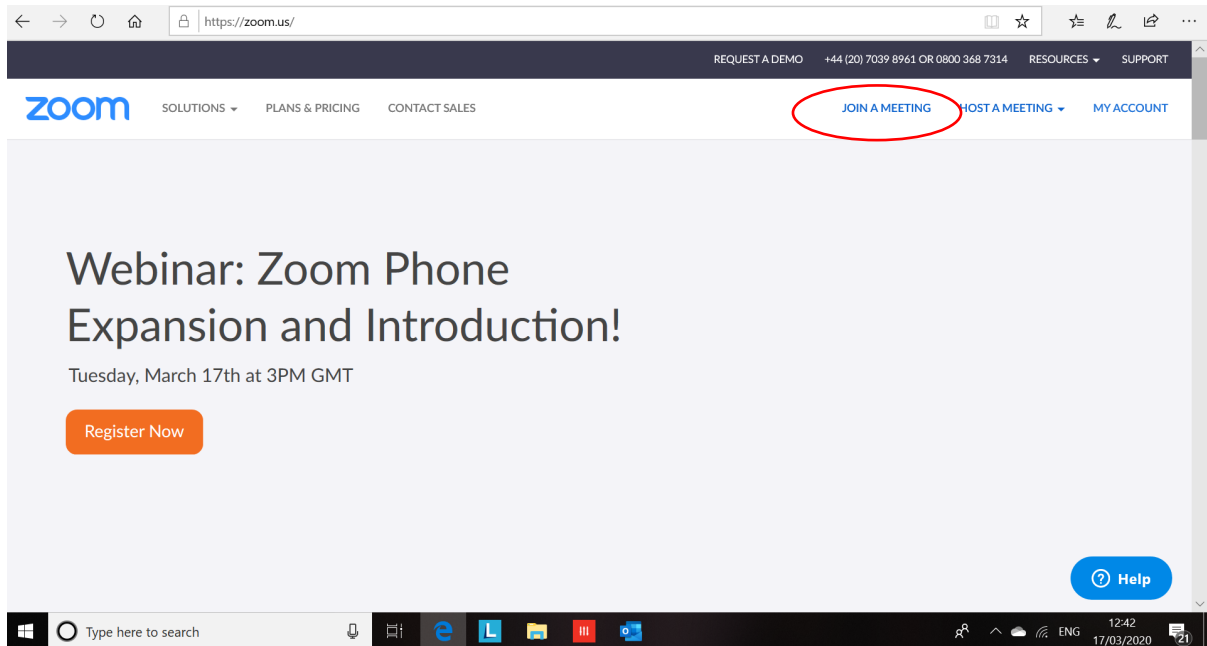 https://zoom.us/
REQUEST A DEMO +44 (20) 7039 8961 OR 0800 368 7314 RESOURCES SUPPORT
zoom SOLUTIONS PLANS & PRICING CONTACT SALES JOIN A MEETING HOST A MEETING MY ACCOUNT
Webinar: Zoom Phone
Expansion and Introduction!
Tuesday, March 17th at 3PM GMT
Register Now
? Help
Type here to search L ENG 12:42
17/03/2020 21